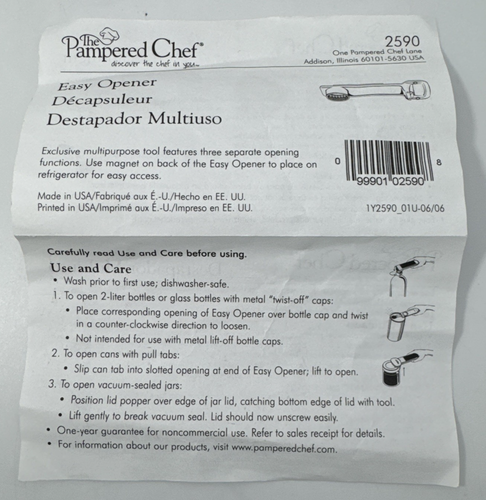 The
Pampered Chef®
discover the chef in you™
2590
One Pampered Chef Lane
Addison, Illinois 60101-5630 USA
Easy Opener
Décapsuleur
Destapador Multiuso
Exclusive multipurpose tool features three separate opening
functions. Use magnet on back of the Easy Opener to place on
refrigerator for easy access.
Made in USA/Fabriqué aux É.-U./Hecho en EE. UU.
Printed in USA/Imprimé aux É.-U./Impreso en EE. UU.
0 99901 02590 8
1Y2590_01U-06/06
Carefully read Use and Care before using.
Use and Care
• Wash prior to first use; dishwasher-safe.
1. To open 2-liter bottles or glass bottles with metal "twist-off" caps:
• Place corresponding opening of Easy Opener over bottle cap and twist
in a counter-clockwise direction to loosen.
• Not intended for use with metal lift-off bottle caps.
2. To open cans with pull tabs:
• Slip can tab into slotted opening at end of Easy Opener; lift to open.
3. To open vacuum-sealed jars:
• Position lid popper over edge of jar lid, catching bottom edge of lid with tool.
• Lift gently to break vacuum seal. Lid should now unscrew easily.
• One-year guarantee for noncommercial use. Refer to sales receipt for details.
• For information about our products, visit www.pamperedchef.com.